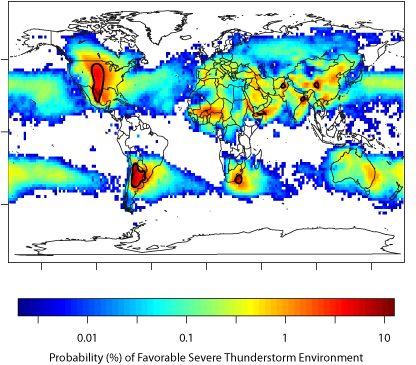 0.01 0.1 1 10
Probability (%) of Favorable Severe Thunderstorm Environment